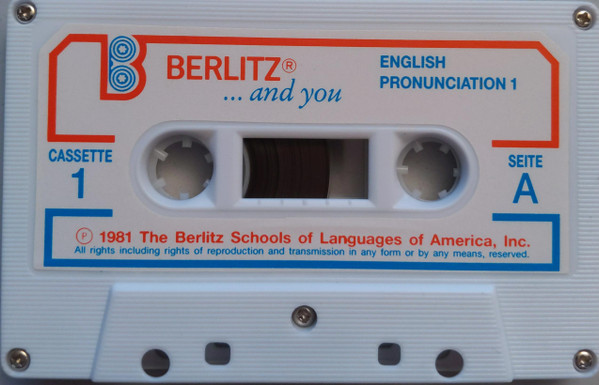 B BERLITZ®
... and you
ENGLISH
PRONUNCIATION 1
CASSETTE
1
SEITE
A
℗ 1981 The Berlitz Schools of Languages of America, Inc.
All rights including rights of reproduction and transmission in any form or by any means, reserved.